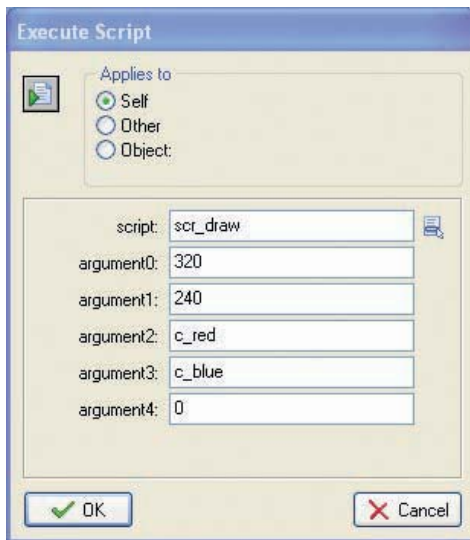 Execute Script
Applies to
Self
Other
Object:
script: scr_draw
argument0: 320
argument1: 240
argument2: c_red
argument3: c_blue
argument4: 0
OK Cancel